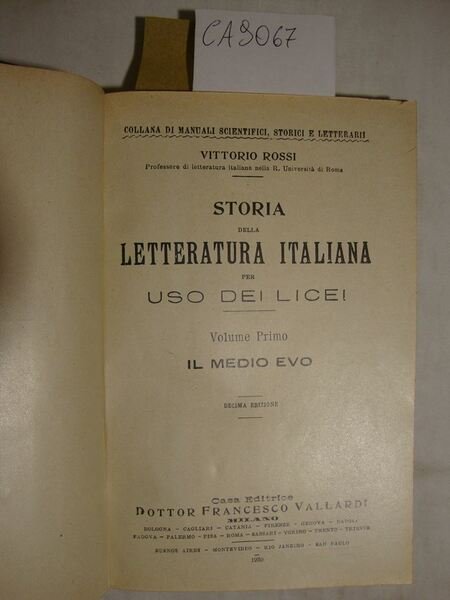 CA9067
COLLANA DI MANUALI SCIENTIFICI, STORICI E LETTERARII
VITTORIO ROSSI
Professore di letteratura italiana nella R. Università di Roma
STORIA
DELLA
LETTERATURA ITALIANA
PER
USO DEI LICEI
Volume Primo
IL MEDIO EVO
DECIMA EDIZIONE
Casa Editrice
DOTTOR FRANCESCO VALLARDI
MILANO
BOLOGNA - CAGLIARI - CATANIA - FIRENZE - GENOVA - NAPOLI
PADOVA - PALERMO - PISA - ROMA - SASSARI - TORINO - TRENTO - TRIESTE
BUENOS AIRES - MONTEVIDEO - RIO JANEIRO - SAN PAULO
1930